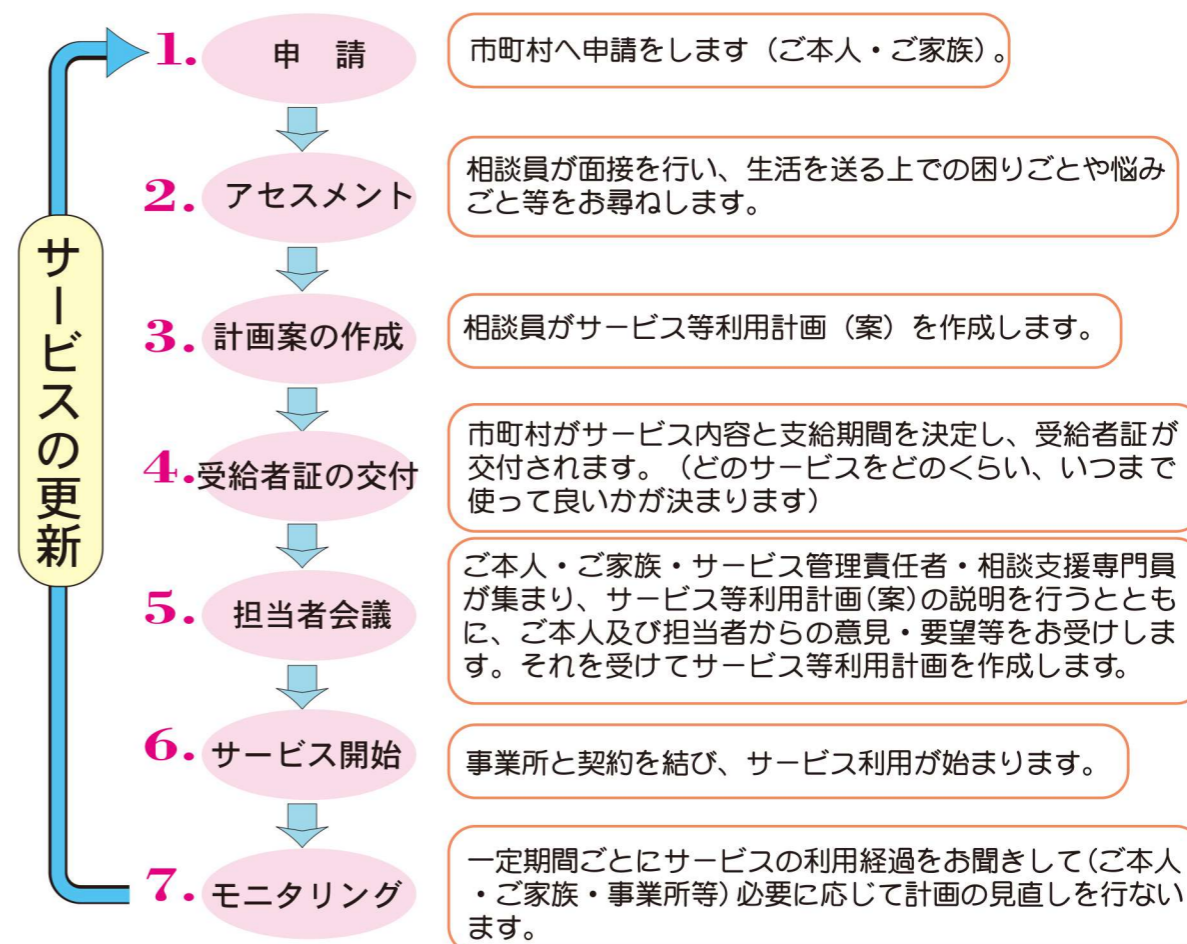 1. 申 請
市町村へ申請をします(ご本人・ご家族)。
2. アセスメント
相談員が面接を行い、生活を送る上での困りごとや悩み
ごと等をお尋ねします。
3. 計画案の作成
相談員がサービス等利用計画(案)を作成します。
4. 受給者証の交付
市町村がサービス内容と支給期間を決定し、受給者証が
交付されます。(どのサービスをどのくらい、いつまで
使って良いかが決まります)
5. 担当者会議
ご本人・ご家族・サービス管理責任者・相談支援専門員
が集まり、サービス等利用計画(案)の説明を行うととも
に、ご本人及び担当者からの意見・要望等をお受けしま
す。それを受けてサービス等利用計画を作成します。
6. サービス開始
事業所と契約を結び、サービス利用が始まります。
7. モニタリング
一定期間ごとにサービスの利用経過をお聞きして(ご本人
・ご家族・事業所等)必要に応じて計画の見直しを行ない
ます。
サービスの更新